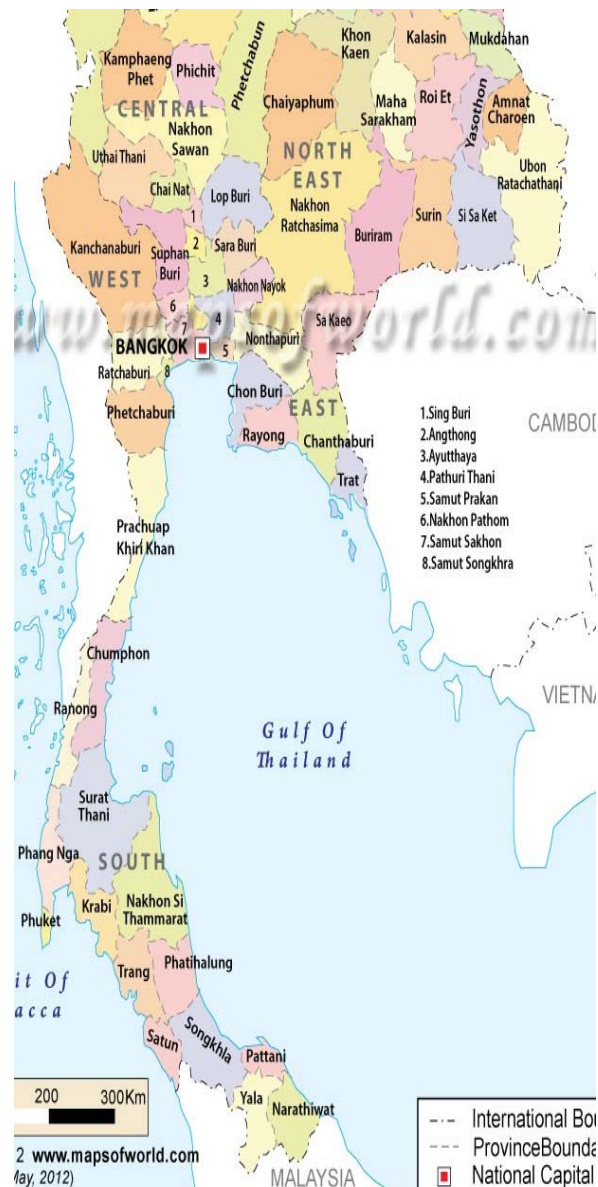 Khon
Kaen
Kalasin
Mukdahan
Kamphaeng
Phet
Phichit
Phetchabun
Chaiyaphum
Maha
Sarakham
Roi Et
Yasothon
Amnat
Charoen
CENTRAL
Nakhon
Sawan
NORTH
EAST
Uthai Thani
Chai Nat
Lop Buri
Nakhon
Ratchasima
Buriram
Surin
Si Sa Ket
Ubon
Ratachathani
1
2
Sara Buri
Kanchanaburi
Suphan
Buri
WEST
3
Nakhon Nayok
6
4
7
Sa Kaeo
www.mapsofworld.com
BANGKOK
5
Nonthapuri
Ratchaburi
8
Chon Buri
EAST
Phetchaburi
Rayong
Chanthaburi
Trat
1.Sing Buri
2.Angthong
3.Ayutthaya
4.Pathuri Thani
5.Samut Prakan
6.Nakhon Pathom
7.Samut Sakhon
8.Samut Songkhra
CAMBOD
Prachuap
Khiri Khan
Chumphon
Ranong
VIETNA
Gulf Of
Thailand
Surat
Thani
Phang Nga
SOUTH
Krabi
Nakhon Si
Thammarat
Phuket
Trang
Phatihalung
it Of
acca
Satun
Songkhla
Pattani
Yala
Narathiwat
200 300Km
2 www.mapsofworld.com
May, 2012)
MALAYSIA
International Bou
ProvinceBounda
National Capital